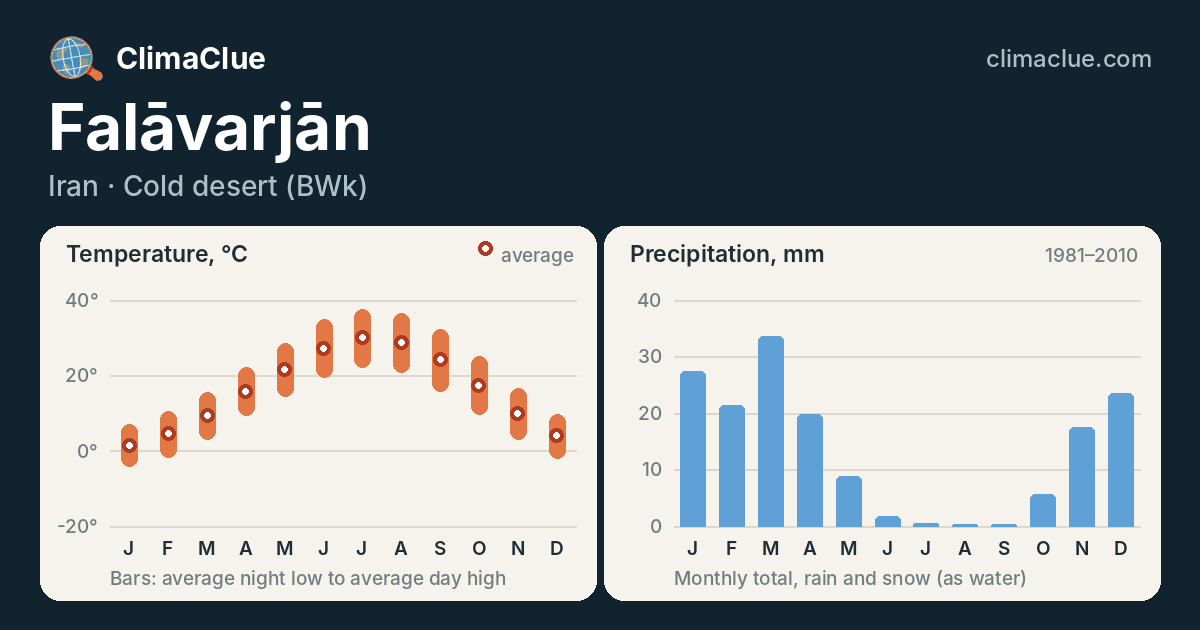 ClimaClue
climaclue.com
Falāvarjān
Iran · Cold desert (BWk)
Temperature, °C
average
40°
20°
0°
-20°
J F M A M J J A S O N D
Bars: average night low to average day high
Precipitation, mm
1981–2010
40
30
20
10
0
J F M A M J J A S O N D
Monthly total, rain and snow (as water)